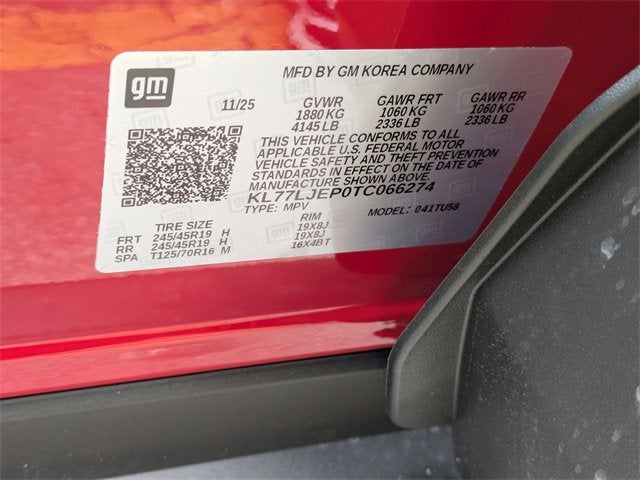 gm
MFD BY GM KOREA COMPANY
11/25 GVWR GAWR FRT GAWR RR
1880 KG 1060 KG 1060 KG
4145 LB 2336 LB 2336 LB
THIS VEHICLE CONFORMS TO ALL
APPLICABLE U.S. FEDERAL MOTOR
VEHICLE SAFETY AND THEFT PREVENTION
STANDARDS IN EFFECT ON THE DATE OF
MANUFACTURE SHOWN ABOVE.
KL77LJEP0TC066274
TYPE: MPV MODEL: 041TU58
TIRE SIZE RIM
FRT 245/45R19 H 19X8J
RR 245/45R19 H 19X8J
SPA T125/70R16 M 16X4BT